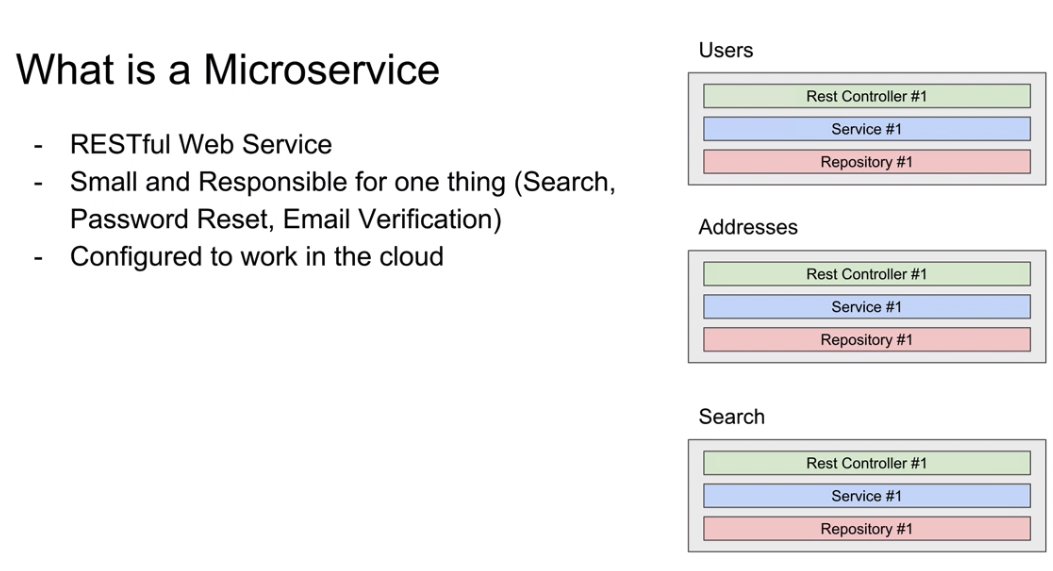 What is a Microservice
- RESTful Web Service
- Small and Responsible for one thing (Search,
Password Reset, Email Verification)
- Configured to work in the cloud
Users
Rest Controller #1
Service #1
Repository #1
Addresses
Rest Controller #1
Service #1
Repository #1
Search
Rest Controller #1
Service #1
Repository #1